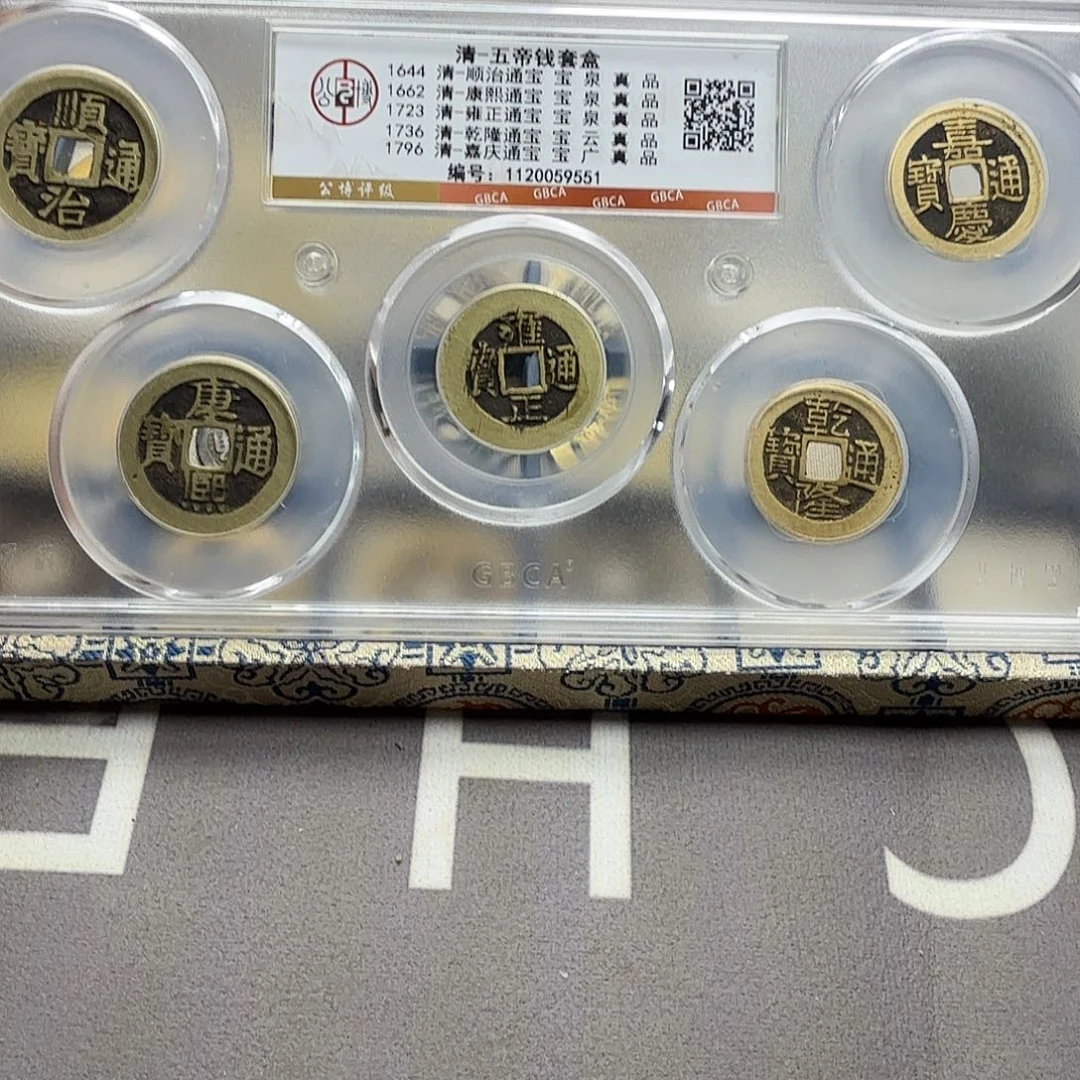 清-五帝钱套盒
1644 清-顺治通宝 宝 泉 真 品
1662 清-康熙通宝 宝 泉 真 品
1723 清-雍正通宝 宝 泉 真 品
1736 清-乾隆通宝 宝 云 真 品
1796 清-嘉庆通宝 宝 广 真 品
编号：1120059551
公博评级 GBCA GBCA GBCA GBCA GBCA
公 博
BG
順治通寶
嘉慶通寶
康熙通寶
雍正通寶
乾隆通寶
GBCA
H